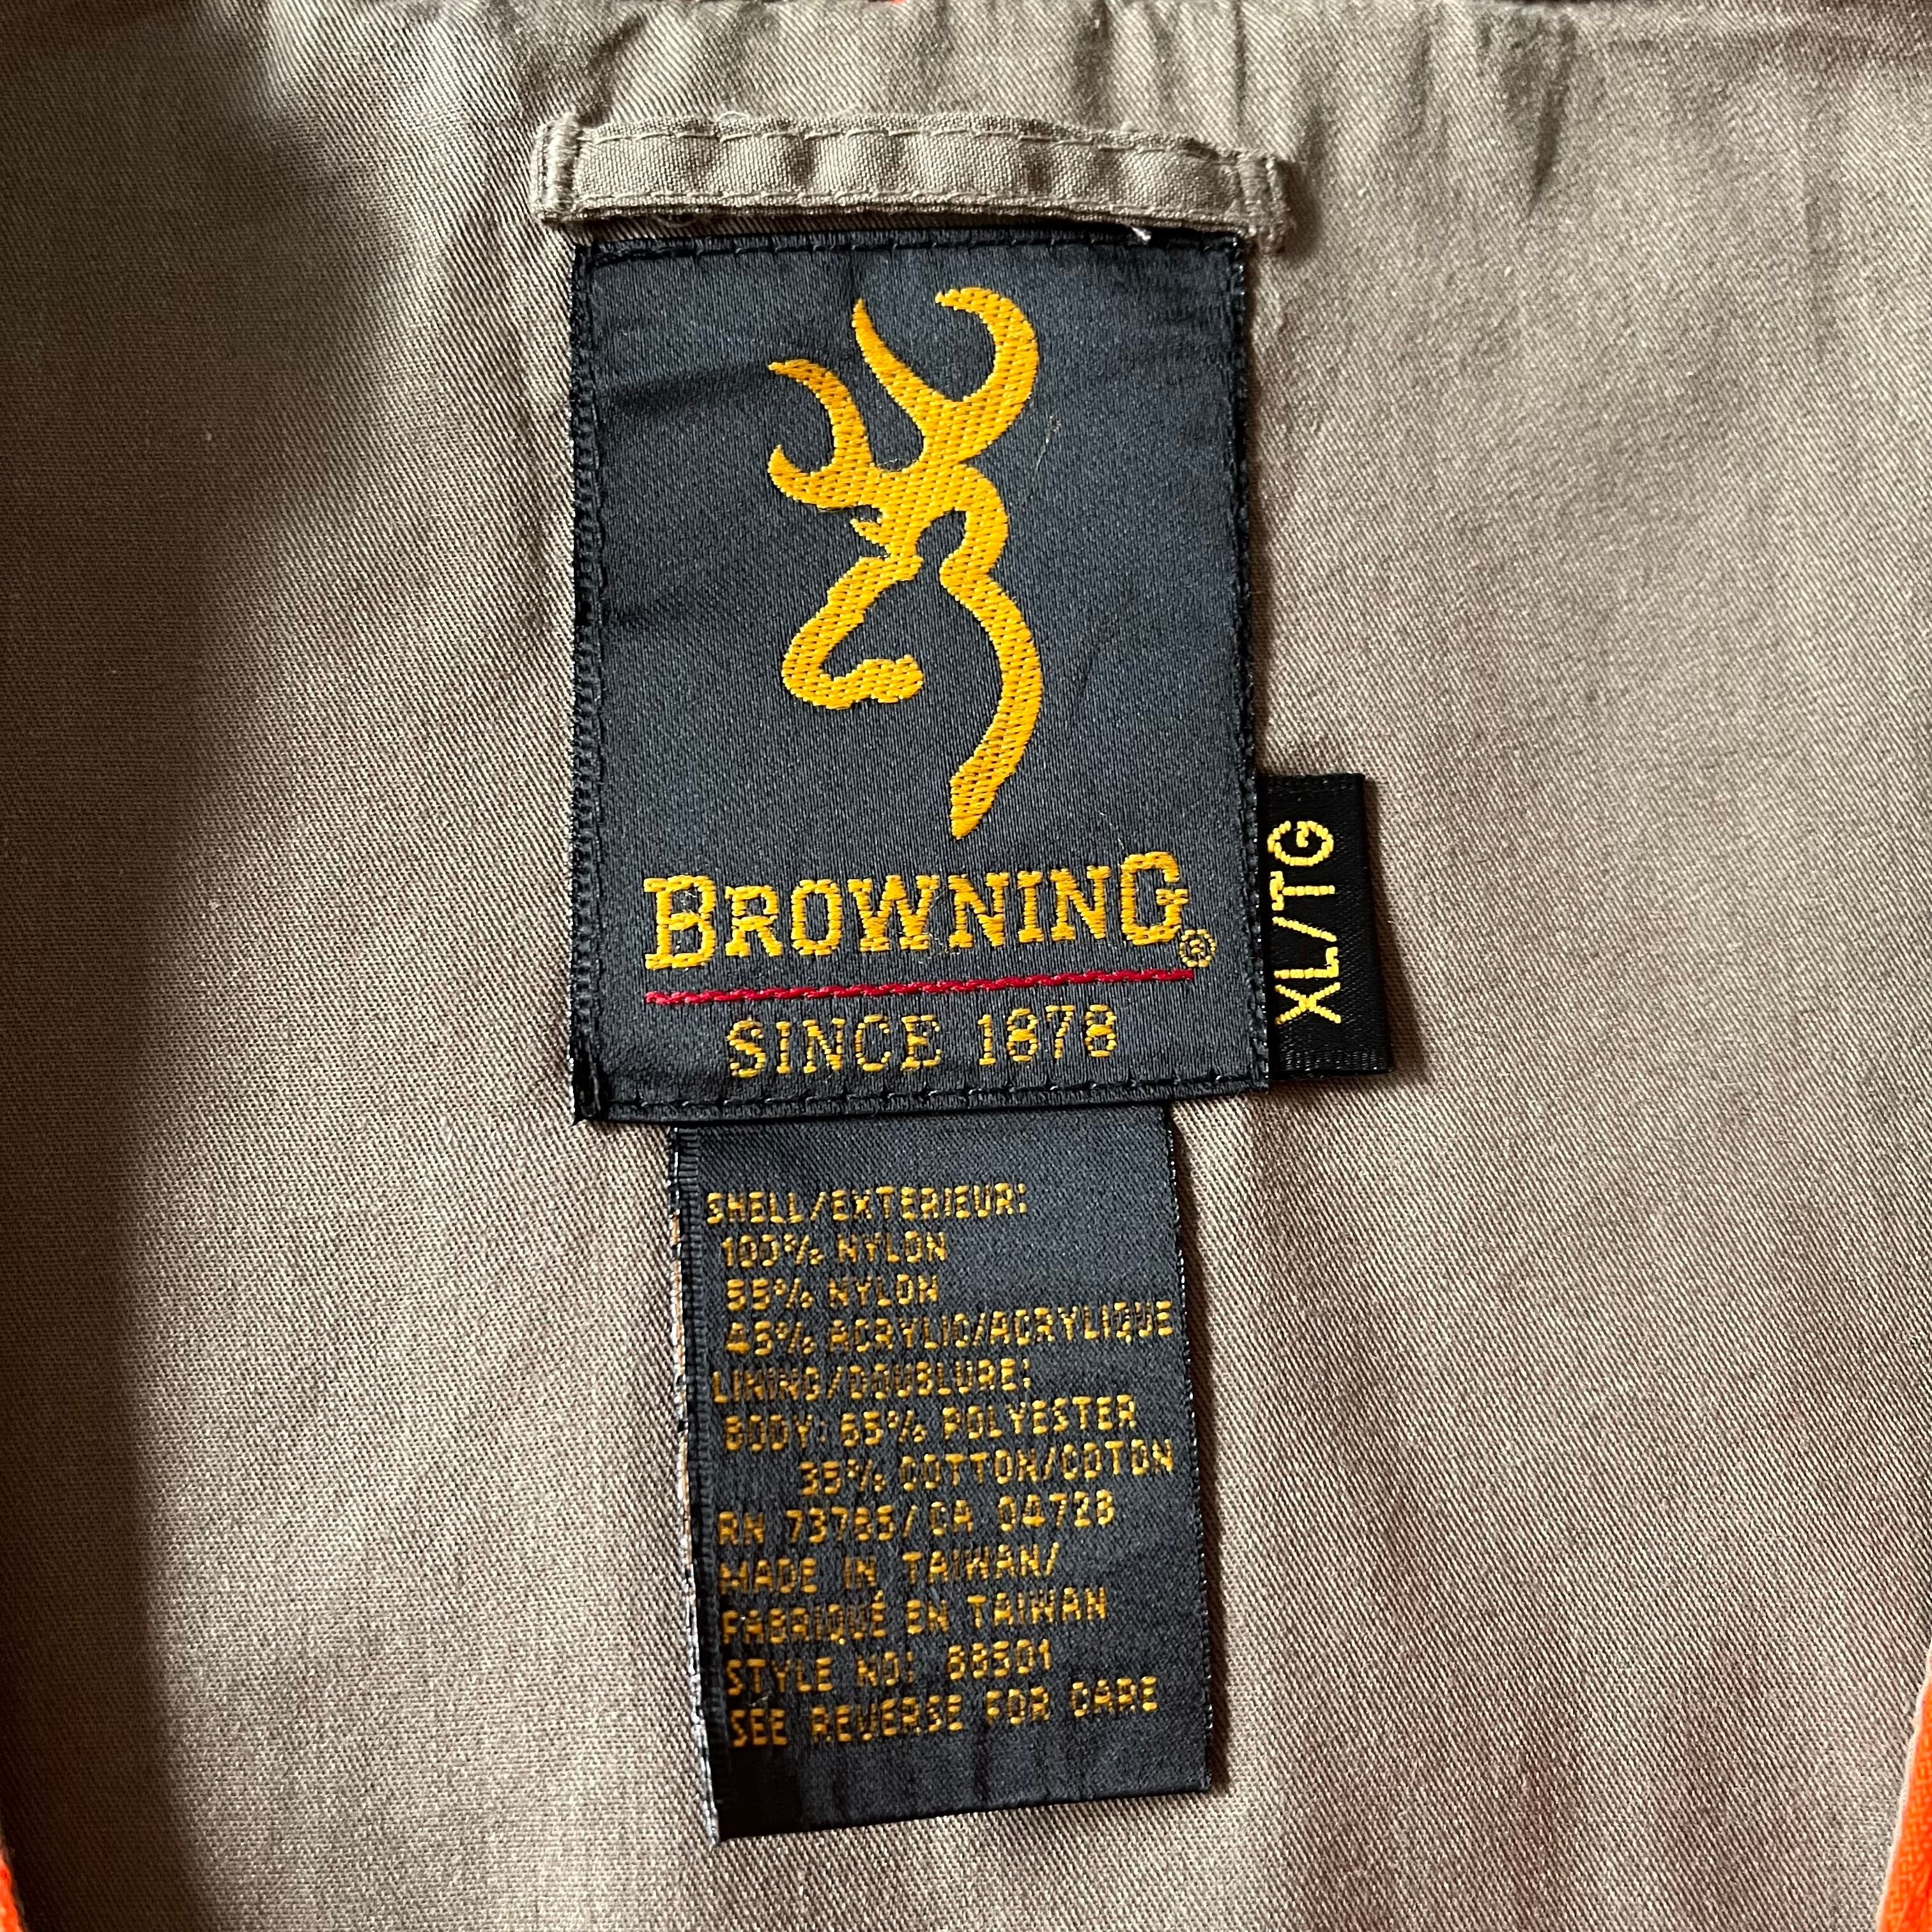 BROWNING®
SINCE 1878
XL/TG
SHELL/EXTERIEUR:
100% NYLON
55% NYLON
45% ACRYLIC/ACRYLIQUE
LINING/DOUBLURE:
BODY: 65% POLYESTER
35% COTTON/COTON
RN 73785/CA 04728
MADE IN TAIWAN/
FABRIQUÉ EN TAIWAN
STYLE NO:
SEE REVERSE FOR CARE